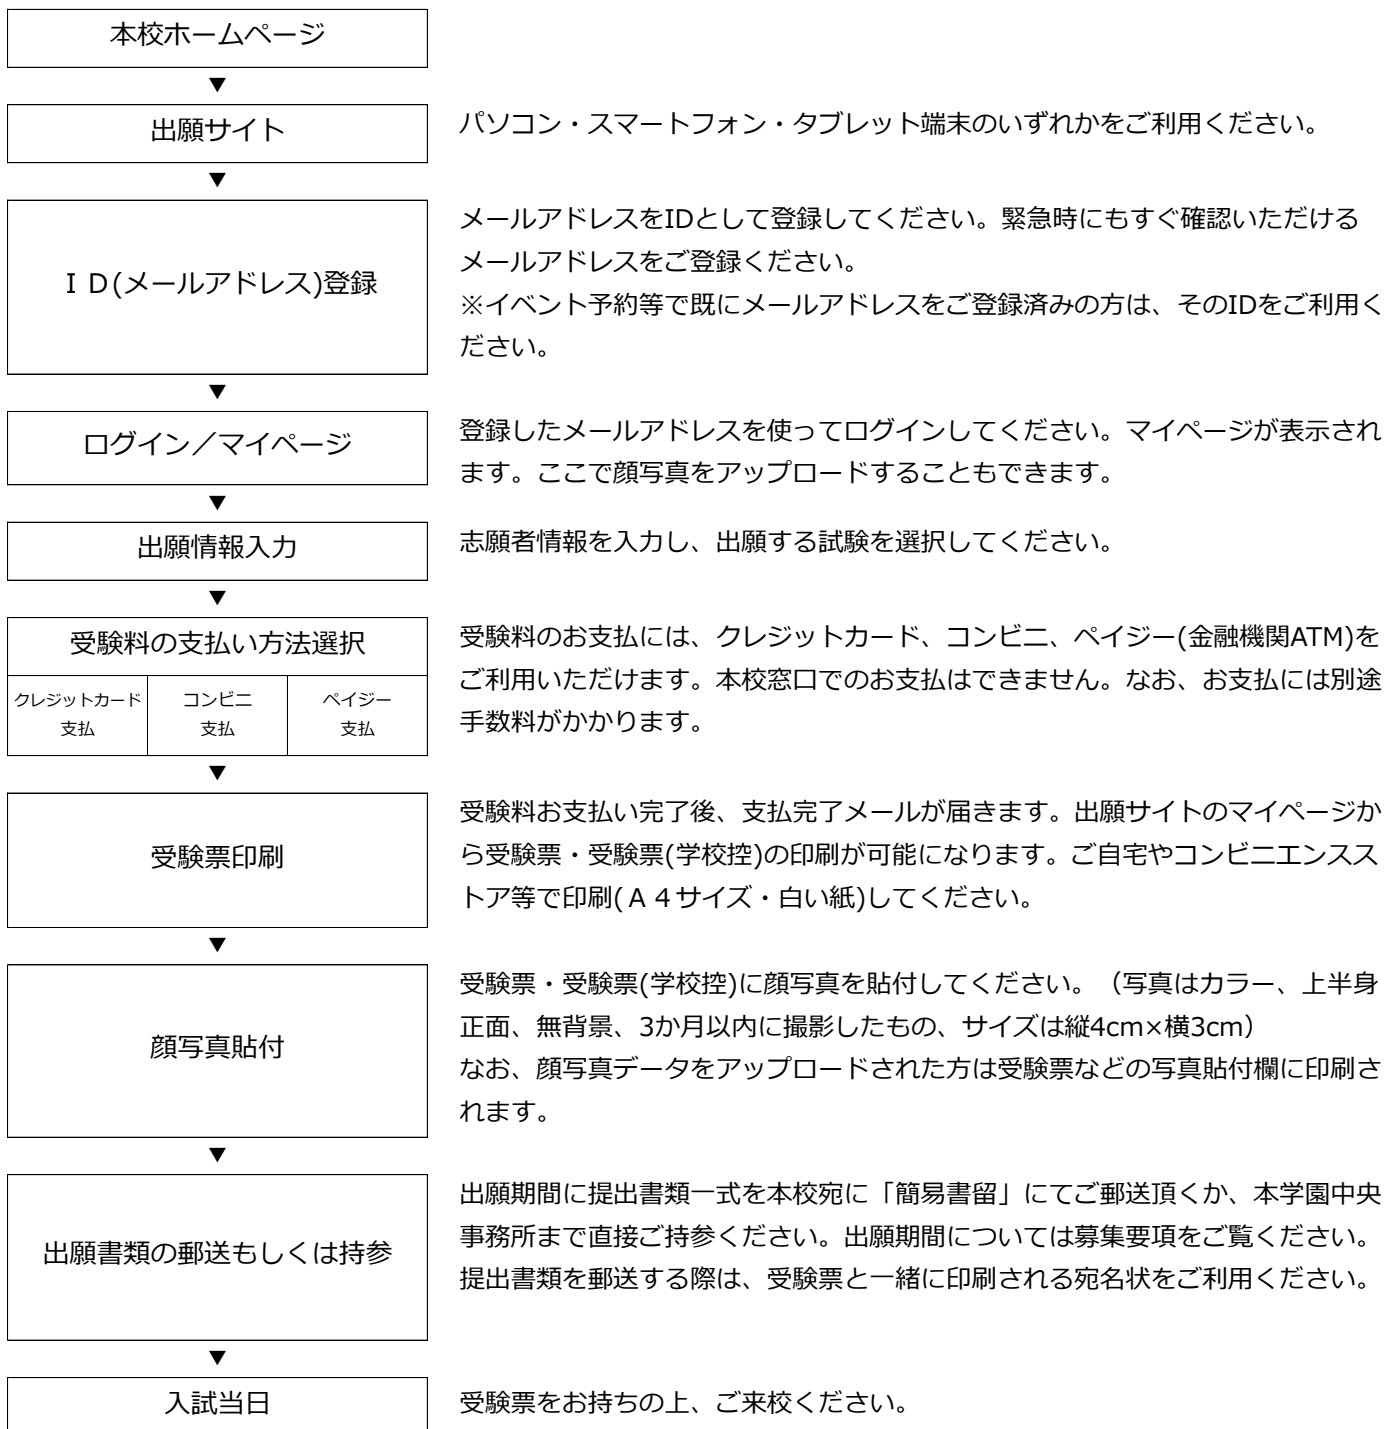 本校ホームページ
▼
出願サイト
パソコン・スマートフォン・タブレット端末のいずれかをご利用ください。
▼
ＩＤ(メールアドレス)登録
メールアドレスをIDとして登録してください。緊急時にもすぐ確認いただける
メールアドレスをご登録ください。
※イベント予約等で既にメールアドレスをご登録済みの方は、そのIDをご利用く
ださい。
▼
ログイン／マイページ
登録したメールアドレスを使ってログインしてください。マイページが表示され
ます。ここで顔写真をアップロードすることもできます。
▼
出願情報入力
志願者情報を入力し、出願する試験を選択してください。
▼
受験料の支払い方法選択
クレジットカード
支払
コンビニ
支払
ペイジー
支払
受験料のお支払には、クレジットカード、コンビニ、ペイジー(金融機関ATM)を
ご利用いただけます。本校窓口でのお支払はできません。なお、お支払には別途
手数料がかかります。
▼
受験票印刷
受験料お支払い完了後、支払完了メールが届きます。出願サイトのマイページか
ら受験票・受験票(学校控)の印刷が可能になります。ご自宅やコンビニエンスス
トア等で印刷(Ａ４サイズ・白い紙)してください。
▼
顔写真貼付
受験票・受験票(学校控)に顔写真を貼付してください。（写真はカラー、上半身
正面、無背景、3か月以内に撮影したもの、サイズは縦4cm×横3cm）
なお、顔写真データをアップロードされた方は受験票などの写真貼付欄に印刷さ
れます。
▼
出願書類の郵送もしくは持参
出願期間に提出書類一式を本校宛に「簡易書留」にてご郵送頂くか、本学園中央
事務所まで直接ご持参ください。出願期間については募集要項をご覧ください。
提出書類を郵送する際は、受験票と一緒に印刷される宛名状をご利用ください。
▼
入試当日
受験票をお持ちの上、ご来校ください。